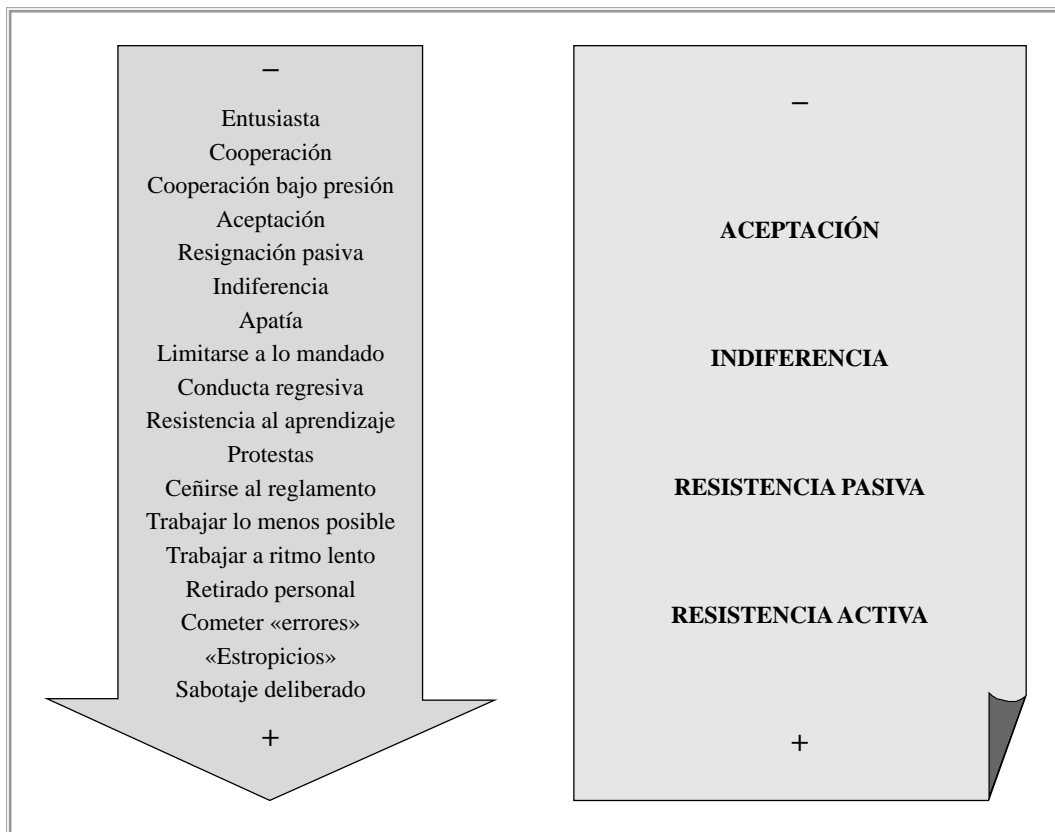 –
Entusiasta
Cooperación
Cooperación bajo presión
Aceptación
Resignación pasiva
Indiferencia
Apatía
Limitarse a lo mandado
Conducta regresiva
Resistencia al aprendizaje
Protestas
Ceñirse al reglamento
Trabajar lo menos posible
Trabajar a ritmo lento
Retirado personal
Cometer «errores»
«Estropicios»
Sabotaje deliberado
+
–
ACEPTACIÓN
INDIFERENCIA
RESISTENCIA PASIVA
RESISTENCIA ACTIVA
+